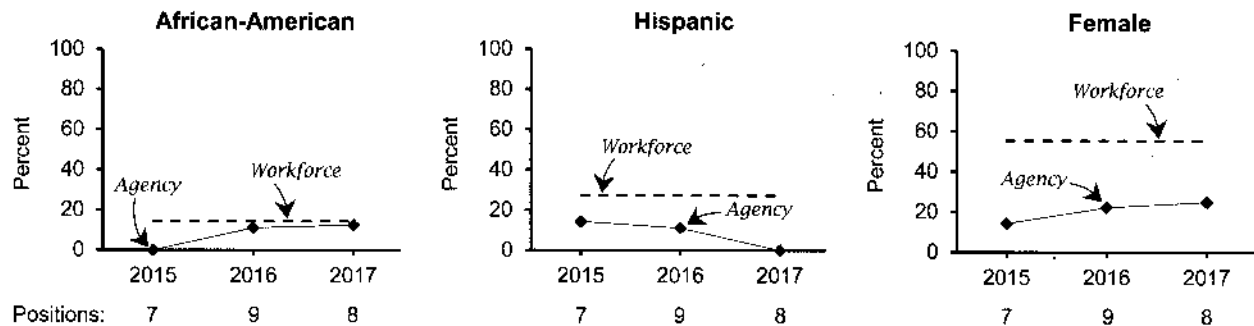 African-American
100
80
60
40
20
0
Percent
Agency
Workforce
2015 2016 2017
Positions: 7 9 8
Hispanic
100
80
60
40
20
0
Percent
Workforce
Agency
2015 2016 2017
7 9 8
Female
100
80
60
40
20
0
Percent
Workforce
Agency
2015 2016 2017
7 9 8